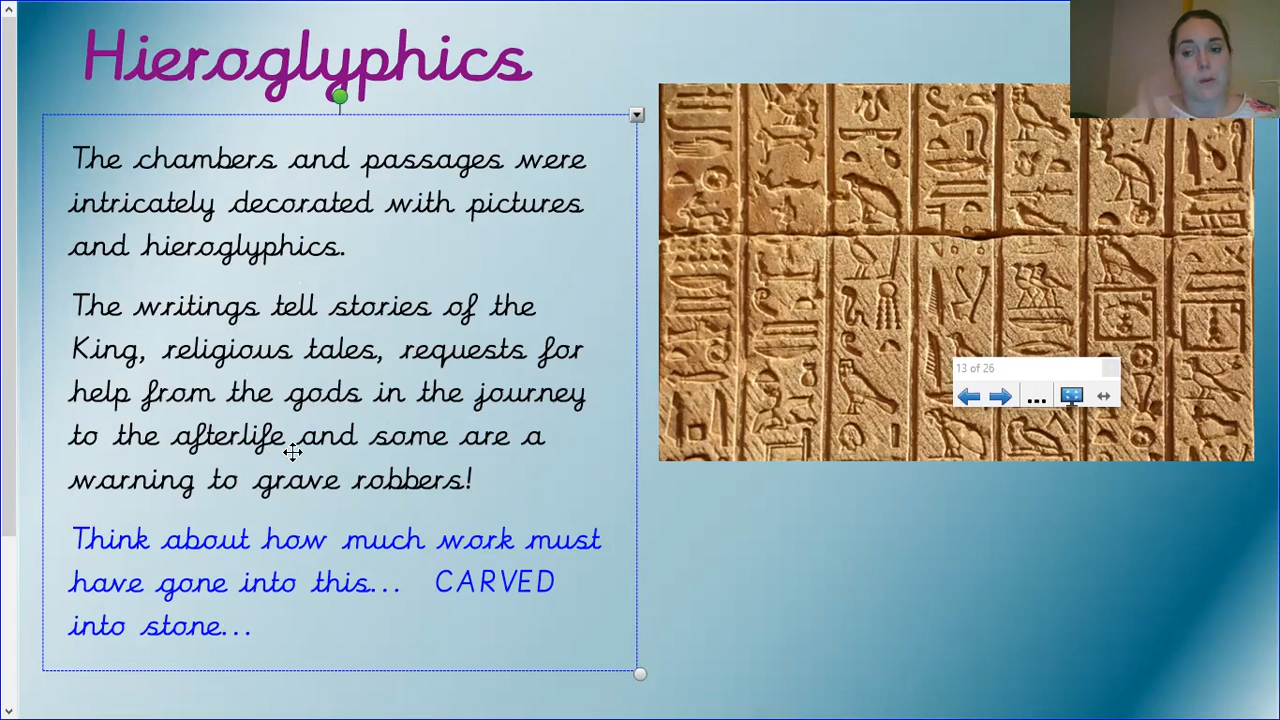 Hieroglyphics
The chambers and passages were
intricately decorated with pictures
and hieroglyphics.
The writings tell stories of the
King, religious tales, requests for
help from the gods in the journey
to the afterlife and some are a
warning to grave robbers!
Think about how much work must
have gone into this... CARVED
into stone...
13 of 26
...